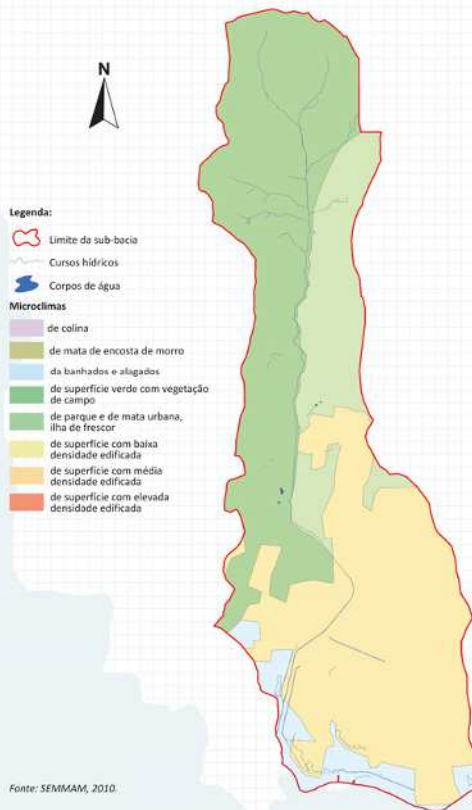 N
Legenda:
Limite da sub-bacia
Cursos hídricos
Corpos de água
Microclimas
de colina
de mata de encosta de morro
da banhados e alagados
de superfície verde com vegetação
de campo
de parque e de mata urbana,
ilha de frescor
de superfície com baixa
densidade edificada
de superfície com média
densidade edificada
de superfície com elevada
densidade edificada
Fonte: SEMMAM, 2010.